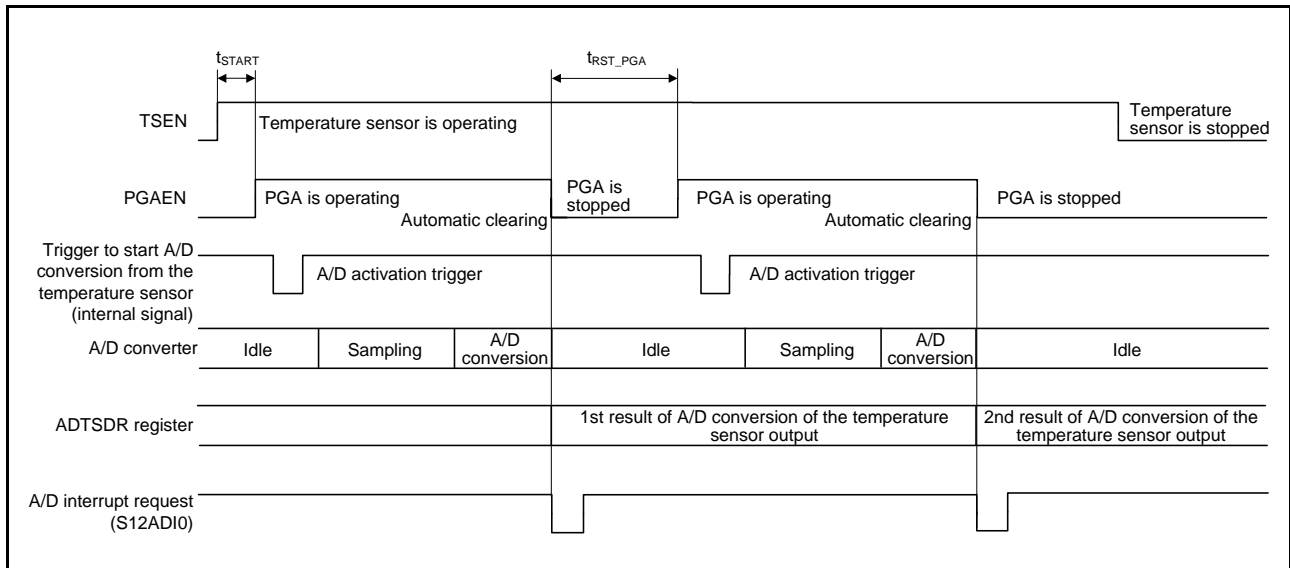 tSTART
tRST_PGA
TSEN
Temperature sensor is operating
Temperature
sensor is stopped
PGAEN
PGA is operating
Automatic clearing
PGA is
stopped
PGA is operating
Automatic clearing
PGA is stopped
Trigger to start A/D
conversion from the
temperature sensor
(internal signal)
A/D activation trigger
A/D activation trigger
A/D converter
Idle
Sampling
A/D
conversion
Idle
Sampling
A/D
conversion
Idle
ADTSDR register
1st result of A/D conversion of the temperature
sensor output
2nd result of A/D conversion of the
temperature sensor output
A/D interrupt request
(S12ADI0)